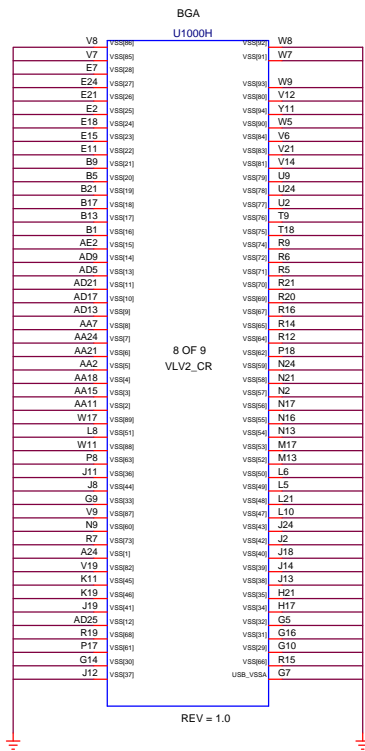 BGA
U1000H
V8 VSS[86] VSS[92] W8
V7 VSS[85] VSS[91] W7
E7 VSS[28]
E24 VSS[27] VSS[93] W9
E21 VSS[26] VSS[80] V12
E2 VSS[25] VSS[94] Y11
E18 VSS[24] VSS[90] W5
E15 VSS[23] VSS[84] V6
E11 VSS[22] VSS[83] V21
B9 VSS[21] VSS[81] V14
B5 VSS[20] VSS[79] U9
B21 VSS[19] VSS[78] U24
B17 VSS[18] VSS[77] U2
B13 VSS[17] VSS[76] T9
B1 VSS[16] VSS[75] T18
AE2 VSS[15] VSS[74] R9
AD9 VSS[14] VSS[72] R6
AD5 VSS[13] VSS[71] R5
AD21 VSS[11] VSS[70] R21
AD17 VSS[10] VSS[69] R20
AD13 VSS[9] VSS[67] R16
AA7 VSS[8] VSS[65] R14
AA24 VSS[7] VSS[64] R12
AA21 VSS[6] 8 OF 9 VSS[62] P18
AA2 VSS[5] VLV2_CR VSS[59] N24
AA18 VSS[4] VSS[58] N21
AA15 VSS[3] VSS[57] N2
AA11 VSS[2] VSS[56] N17
W17 VSS[89] VSS[55] N16
L8 VSS[51] VSS[54] N13
W11 VSS[88] VSS[53] M17
P8 VSS[63] VSS[52] M13
J11 VSS[36] VSS[50] L6
J8 VSS[44] VSS[49] L5
G9 VSS[33] VSS[48] L21
V9 VSS[87] VSS[47] L10
N9 VSS[60] VSS[43] J24
R7 VSS[73] VSS[42] J2
A24 VSS[1] VSS[40] J18
V19 VSS[82] VSS[39] J14
K11 VSS[45] VSS[38] J13
K19 VSS[46] VSS[35] H21
J19 VSS[41] VSS[34] H17
AD25 VSS[12] VSS[32] G5
R19 VSS[68] VSS[31] G16
P17 VSS[61] VSS[29] G10
G14 VSS[30] VSS[66] R15
J12 VSS[37] USB_VSSA G7
REV = 1.0